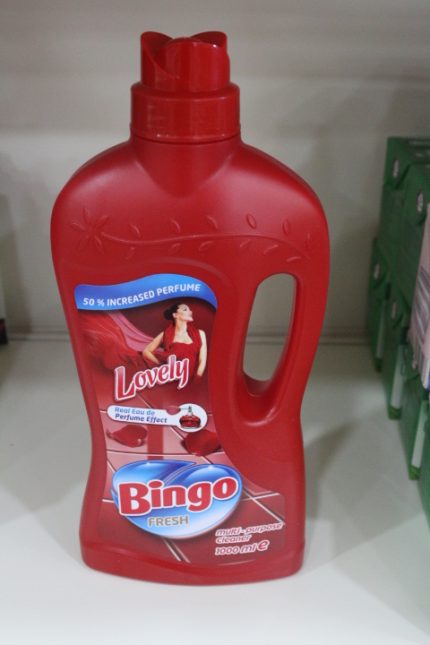 50 % INCREASED PERFUME
Lovely
Real Eau de
Perfume Effect
Bingo
FRESH
multi-purpose
cleaner
1000 ml e